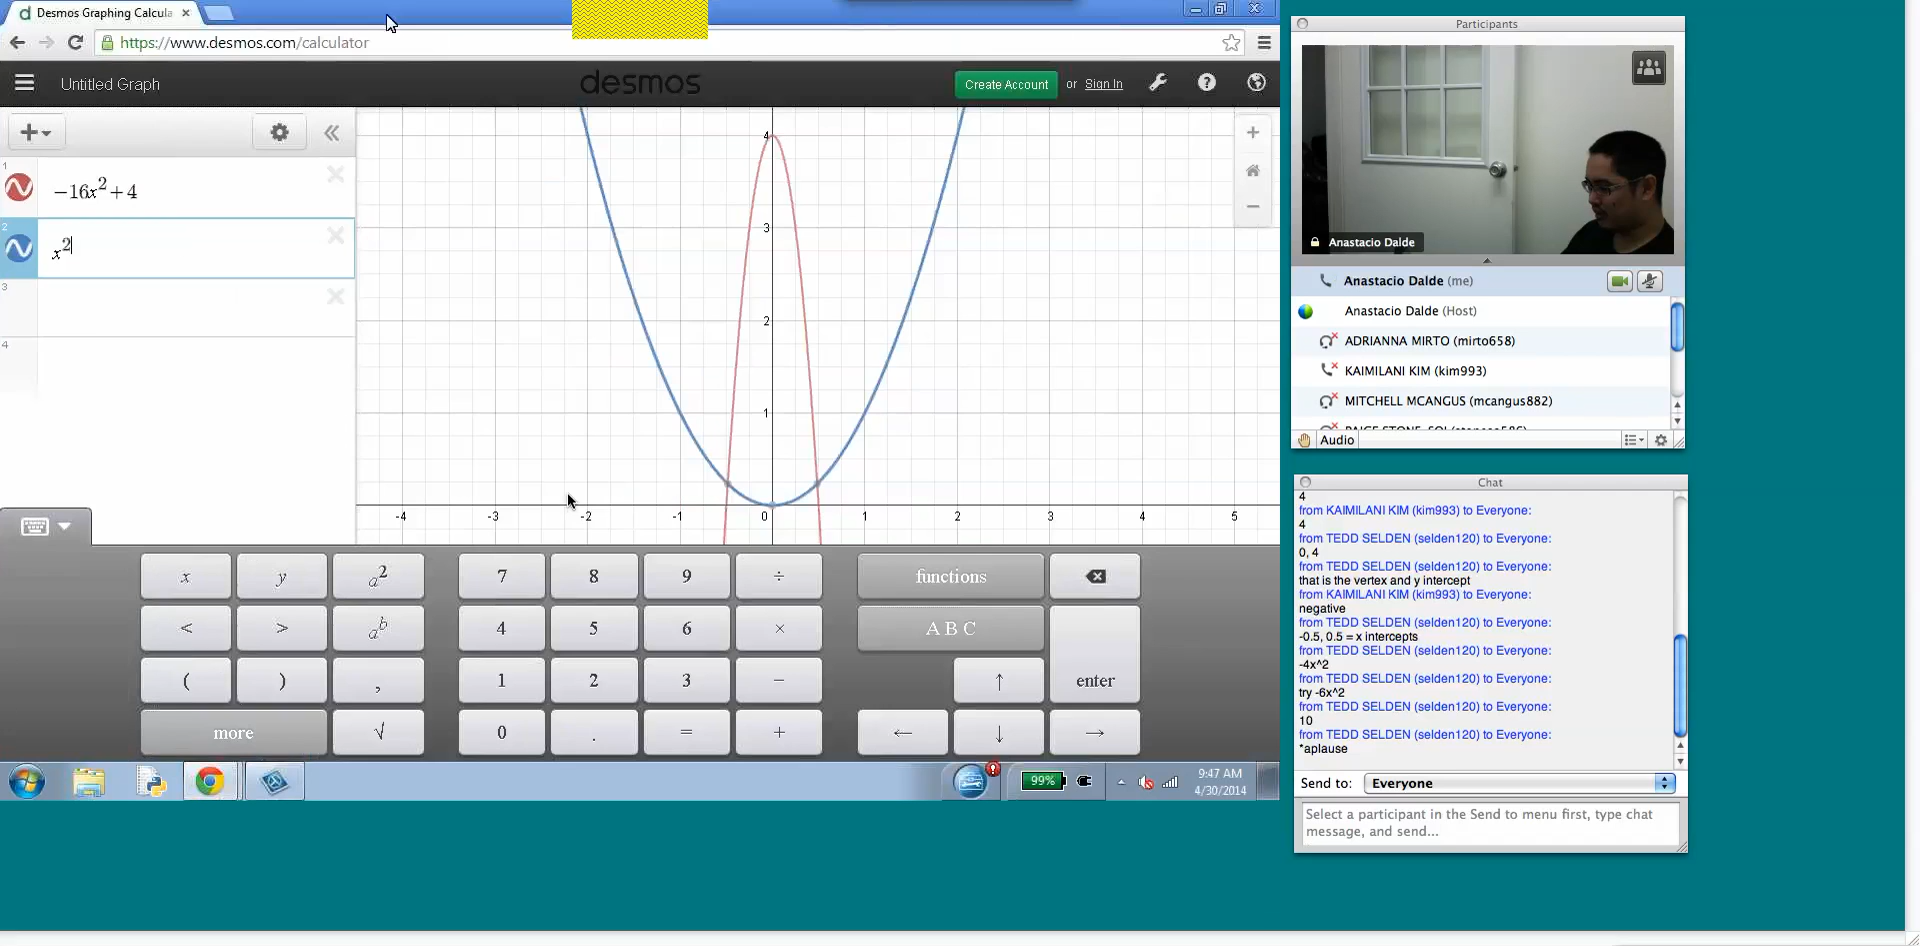 Desmos Graphing Calcula
https://www.desmos.com/calculator
Untitled Graph
desmos
Create Account or Sign In
1
−16x²+4
2
x²
3
4
4
3
2
1
-4 -3 -2 -1 0 1 2 3 4 5
x y a² 7 8 9 ÷ functions
< > aᵇ 4 5 6 × A B C
( ) , 1 2 3 − ↑ enter
more √ 0 . = + ← ↓ →
99%
9:47 AM
4/30/2014
Participants
Anastacio Dalde
Anastacio Dalde (me)
Anastacio Dalde (Host)
ADRIANNA MIRTO (mirto658)
KAIMILANI KIM (kim993)
MITCHELL MCANGUS (mcangus882)
Audio
Chat
4
from KAIMILANI KIM (kim993) to Everyone:
4
from TEDD SELDEN (selden120) to Everyone:
0, 4
from TEDD SELDEN (selden120) to Everyone:
that is the vertex and y intercept
from KAIMILANI KIM (kim993) to Everyone:
negative
from TEDD SELDEN (selden120) to Everyone:
-0.5, 0.5 = x intercepts
from TEDD SELDEN (selden120) to Everyone:
-4x^2
from TEDD SELDEN (selden120) to Everyone:
try -6x^2
from TEDD SELDEN (selden120) to Everyone:
10
from TEDD SELDEN (selden120) to Everyone:
*aplause
Send to: Everyone
Select a participant in the Send to menu first, type chat
message, and send...